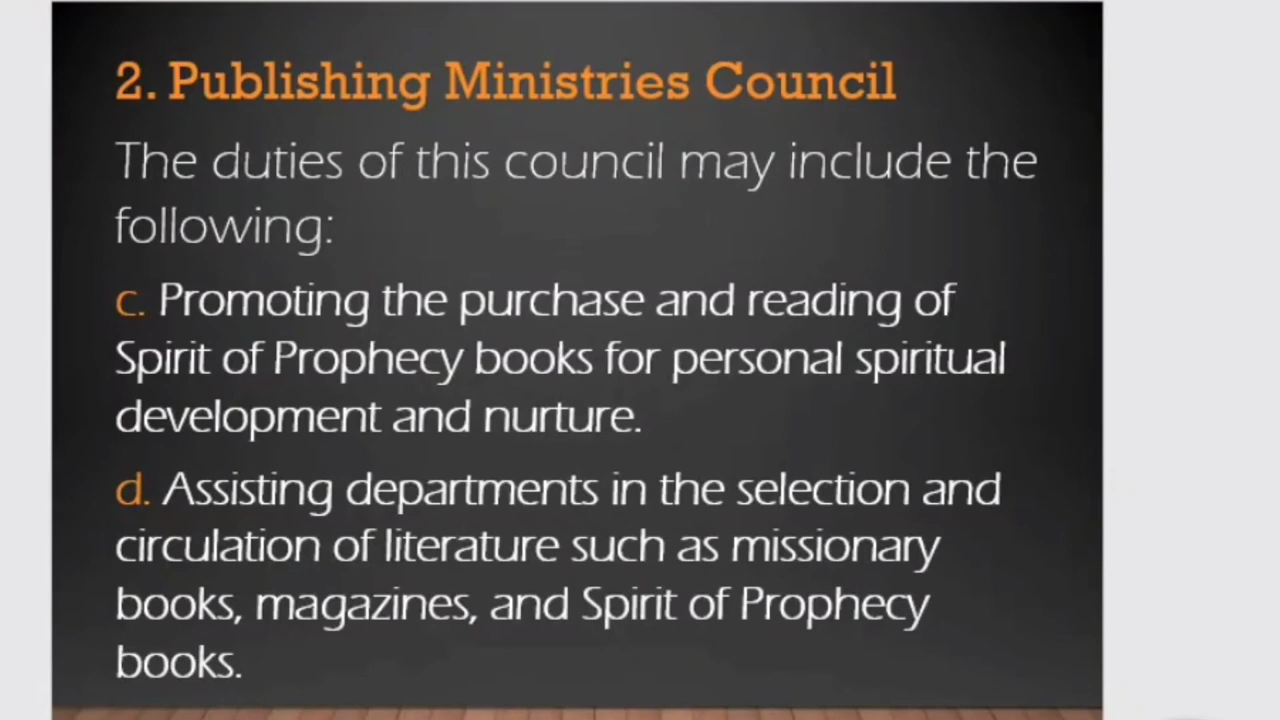 2. Publishing Ministries Council
The duties of this council may include the
following:
c. Promoting the purchase and reading of
Spirit of Prophecy books for personal spiritual
development and nurture.
d. Assisting departments in the selection and
circulation of literature such as missionary
books, magazines, and Spirit of Prophecy
books.